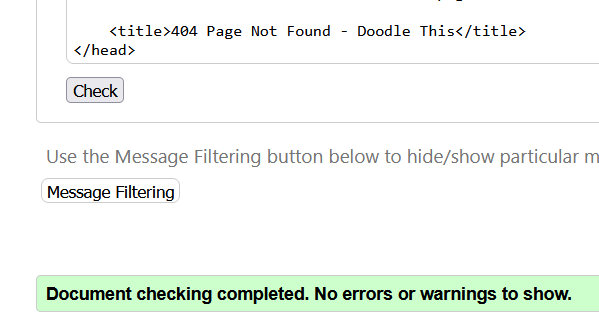 <title>404 Page Not Found - Doodle This</title>
</head>
Check
Use the Message Filtering button below to hide/show particular m
Message Filtering
Document checking completed. No errors or warnings to show.